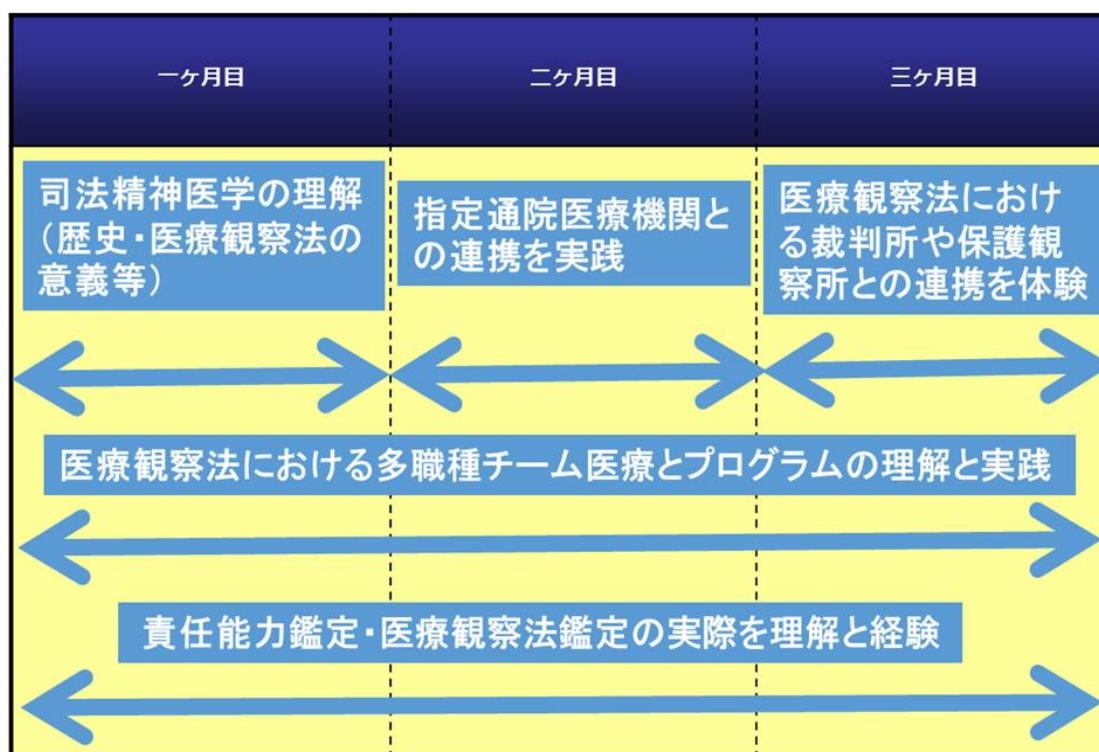 一ヶ月目
二ヶ月目
三ヶ月目
司法精神医学の理解
（歴史・医療観察法の
意義等）
指定通院医療機関と
の連携を実践
医療観察法におけ
る裁判所や保護観
察所との連携を体験
医療観察法における多職種チーム医療とプログラムの理解と実践
責任能力鑑定・医療観察法鑑定の実際を理解と経験